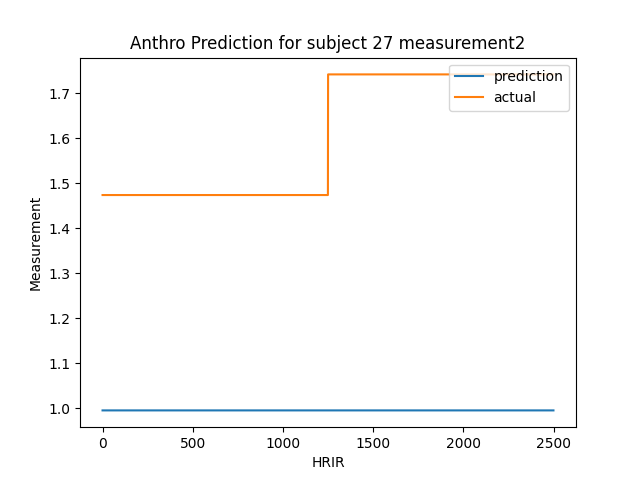 Anthro Prediction for subject 27 measurement2
prediction
actual
1.7
1.6
1.5
1.4
1.3
1.2
1.1
1.0
Measurement
0 500 1000 1500 2000 2500
HRIR